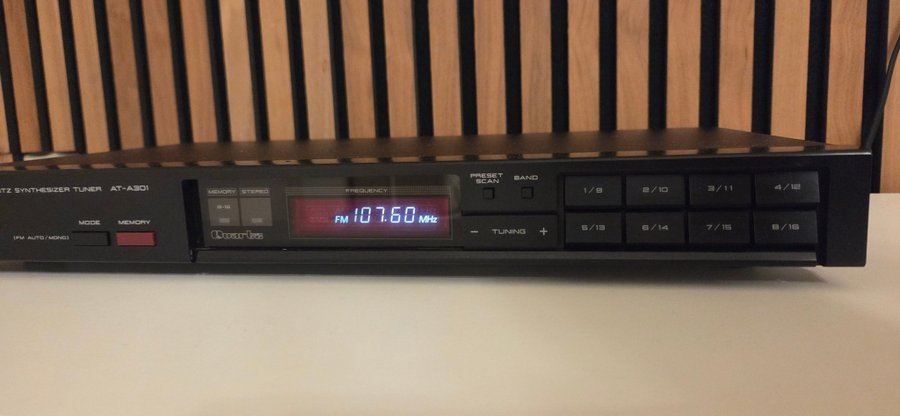 TZ SYNTHESIZER TUNER AT-A301
MODE MEMORY
(FM AUTO/MONO)
MEMORY STEREO
9-16
Quartz
FREQUENCY
FM 107.60 MHz
PRESET SCAN
BAND
- TUNING +
1/9 2/10 3/11 4/12
5/13 6/14 7/15 8/16